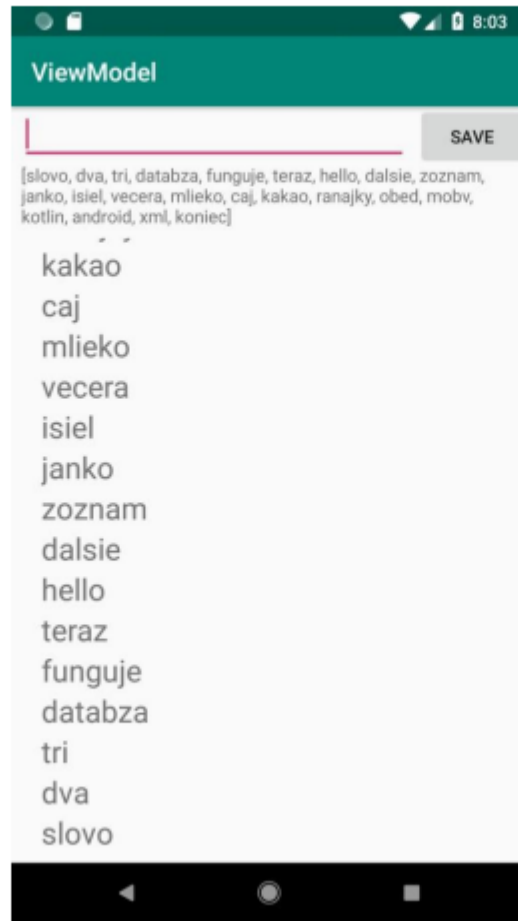 8:03
ViewModel
SAVE
[slovo, dva, tri, databza, funguje, teraz, hello, dalsie, zoznam,
janko, isiel, vecera, mlieko, caj, kakao, ranajky, obed, mobv,
kotlin, android, xml, koniec]
kakao
caj
mlieko
vecera
isiel
janko
zoznam
dalsie
hello
teraz
funguje
databza
tri
dva
slovo